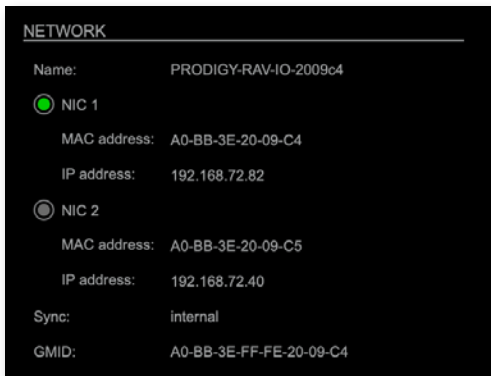 NETWORK
Name: PRODIGY-RAV-IO-2009c4
NIC 1
MAC address: A0-BB-3E-20-09-C4
IP address: 192.168.72.82
NIC 2
MAC address: A0-BB-3E-20-09-C5
IP address: 192.168.72.40
Sync: internal
GMID: A0-BB-3E-FF-FE-20-09-C4